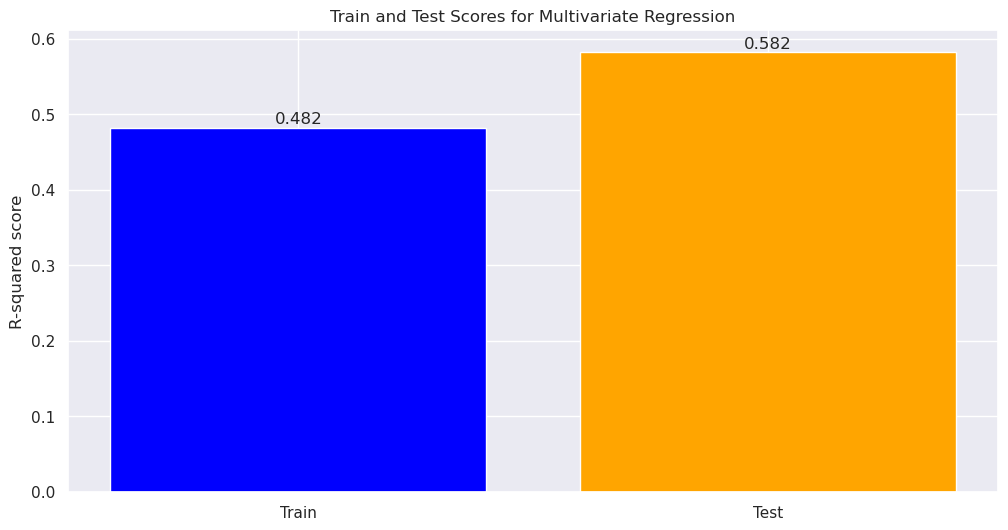 Train and Test Scores for Multivariate Regression
R-squared score
0.6
0.5
0.4
0.3
0.2
0.1
0.0
0.482
0.582
Train
Test